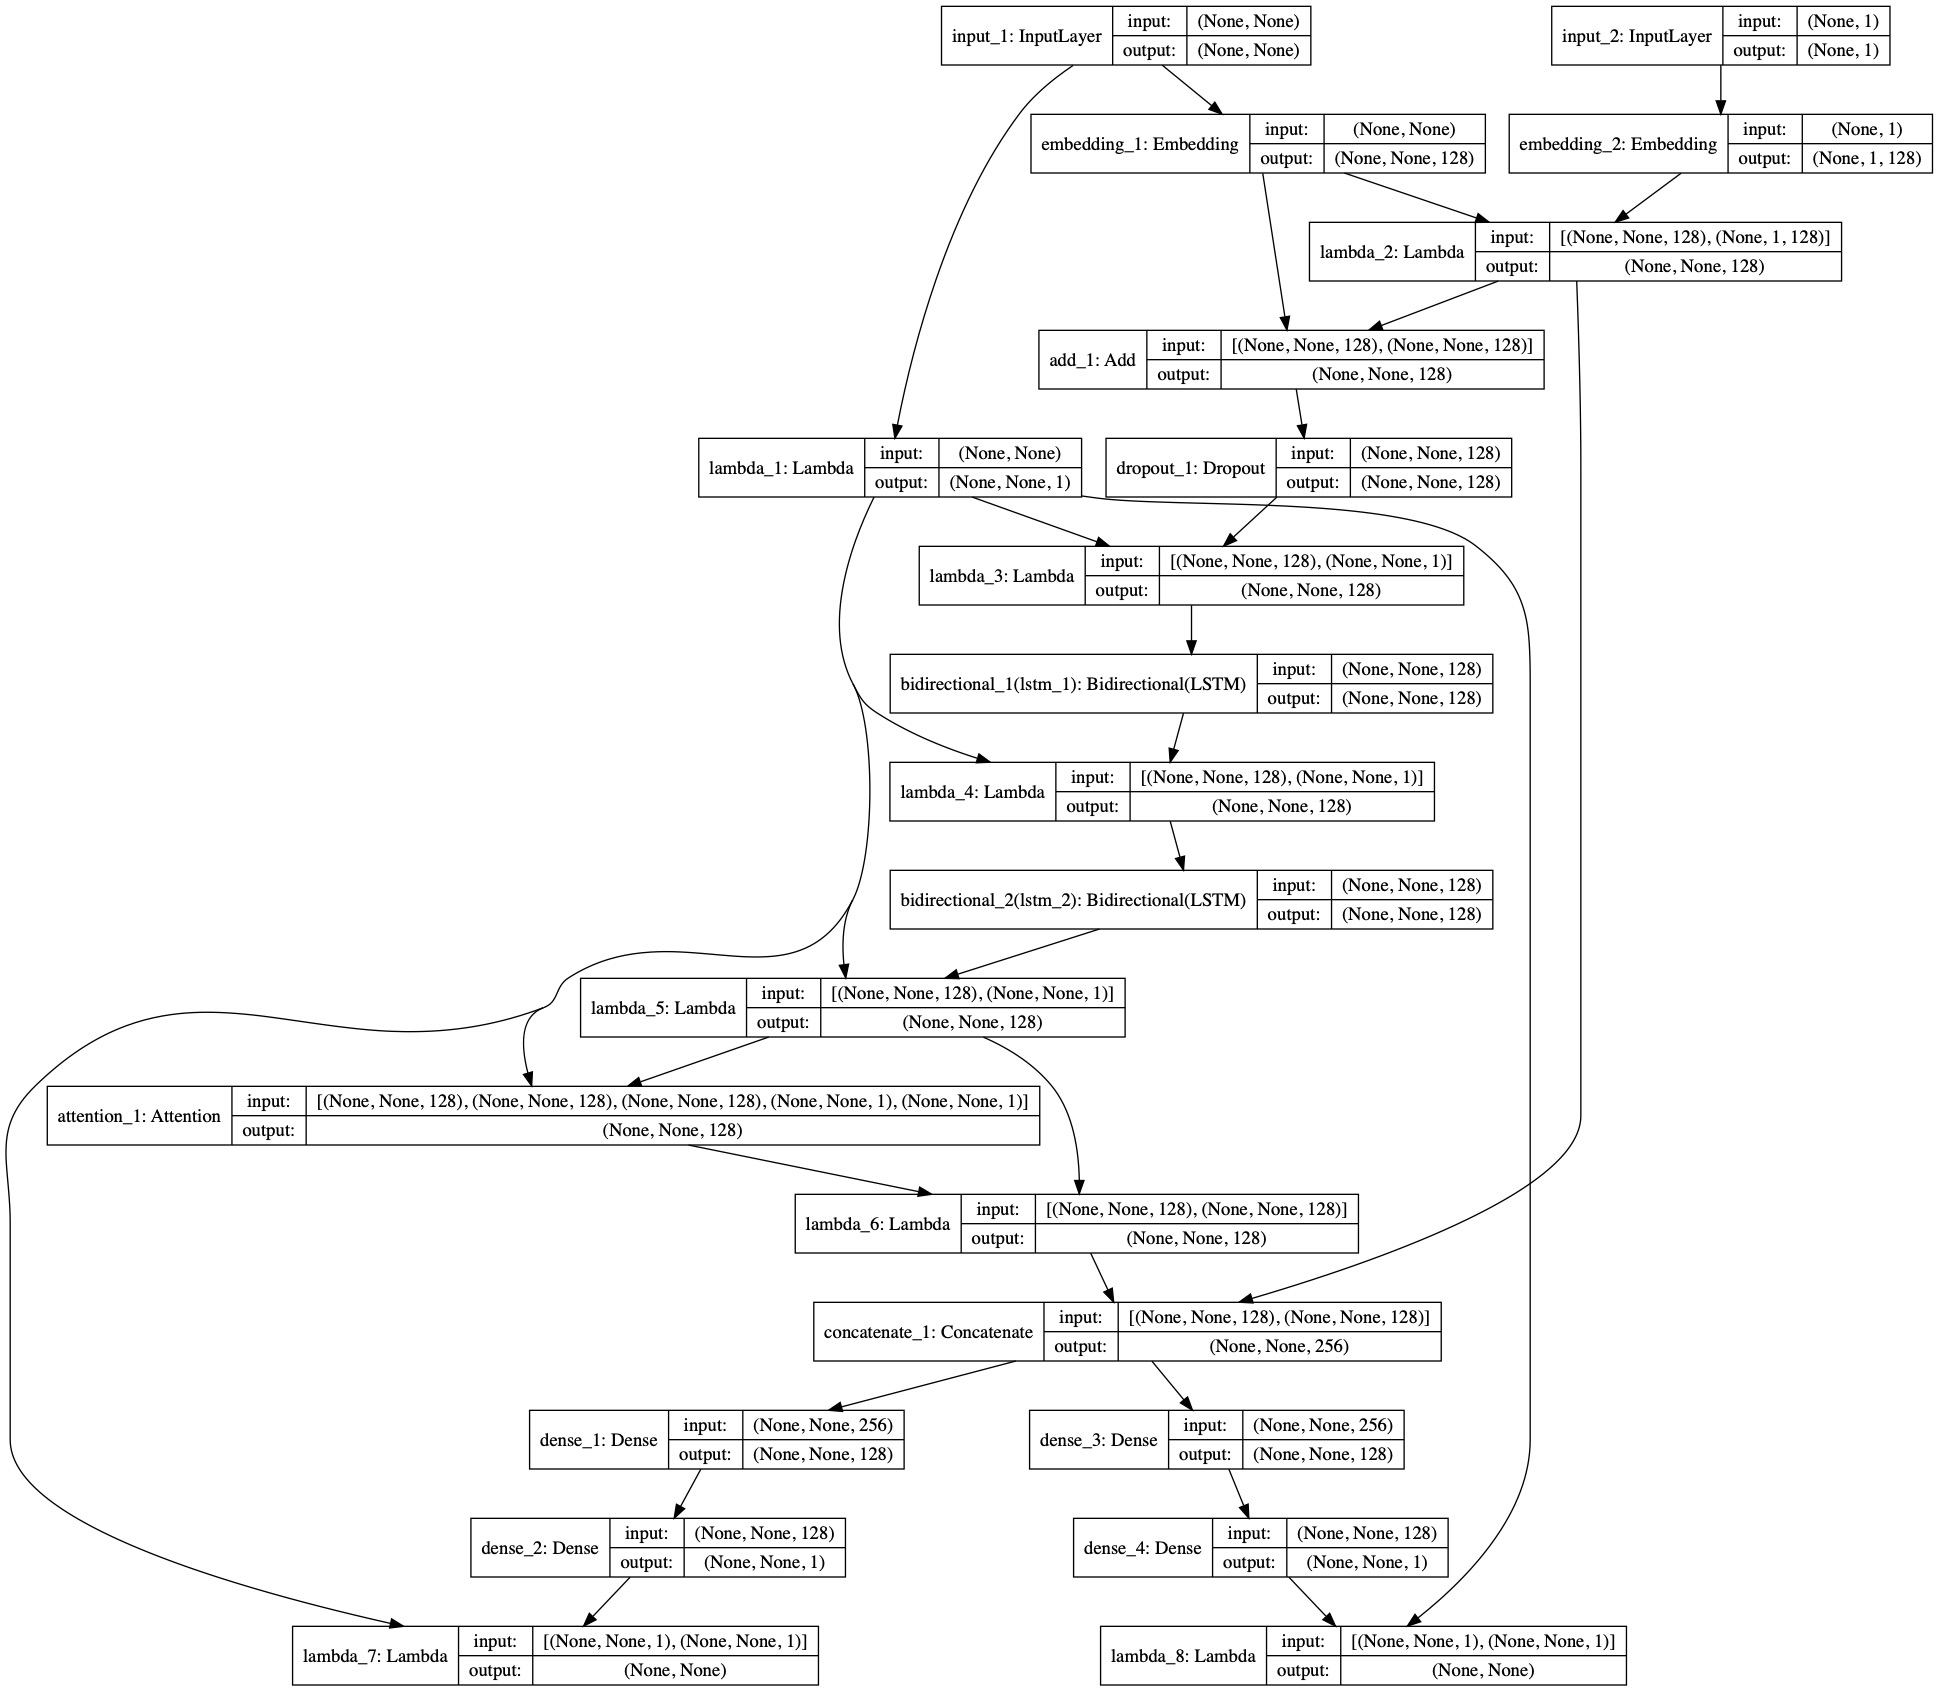 input_1: InputLayer
input:
(None, None)
output:
(None, None)
input_2: InputLayer
input:
(None, 1)
output:
(None, 1)
embedding_1: Embedding
input:
(None, None)
output:
(None, None, 128)
embedding_2: Embedding
input:
(None, 1)
output:
(None, 1, 128)
lambda_2: Lambda
input:
[(None, None, 128), (None, 1, 128)]
output:
(None, None, 128)
add_1: Add
input:
[(None, None, 128), (None, None, 128)]
output:
(None, None, 128)
lambda_1: Lambda
input:
(None, None)
output:
(None, None, 1)
dropout_1: Dropout
input:
(None, None, 128)
output:
(None, None, 128)
lambda_3: Lambda
input:
[(None, None, 128), (None, None, 1)]
output:
(None, None, 128)
bidirectional_1(lstm_1): Bidirectional(LSTM)
input:
(None, None, 128)
output:
(None, None, 128)
lambda_4: Lambda
input:
[(None, None, 128), (None, None, 1)]
output:
(None, None, 128)
bidirectional_2(lstm_2): Bidirectional(LSTM)
input:
(None, None, 128)
output:
(None, None, 128)
lambda_5: Lambda
input:
[(None, None, 128), (None, None, 1)]
output:
(None, None, 128)
attention_1: Attention
input:
[(None, None, 128), (None, None, 128), (None, None, 128), (None, None, 1), (None, None, 1)]
output:
(None, None, 128)
lambda_6: Lambda
input:
[(None, None, 128), (None, None, 128)]
output:
(None, None, 128)
concatenate_1: Concatenate
input:
[(None, None, 128), (None, None, 128)]
output:
(None, None, 256)
dense_1: Dense
input:
(None, None, 256)
output:
(None, None, 128)
dense_3: Dense
input:
(None, None, 256)
output:
(None, None, 128)
dense_2: Dense
input:
(None, None, 128)
output:
(None, None, 1)
dense_4: Dense
input:
(None, None, 128)
output:
(None, None, 1)
lambda_7: Lambda
input:
[(None, None, 1), (None, None, 1)]
output:
(None, None)
lambda_8: Lambda
input:
[(None, None, 1), (None, None, 1)]
output:
(None, None)